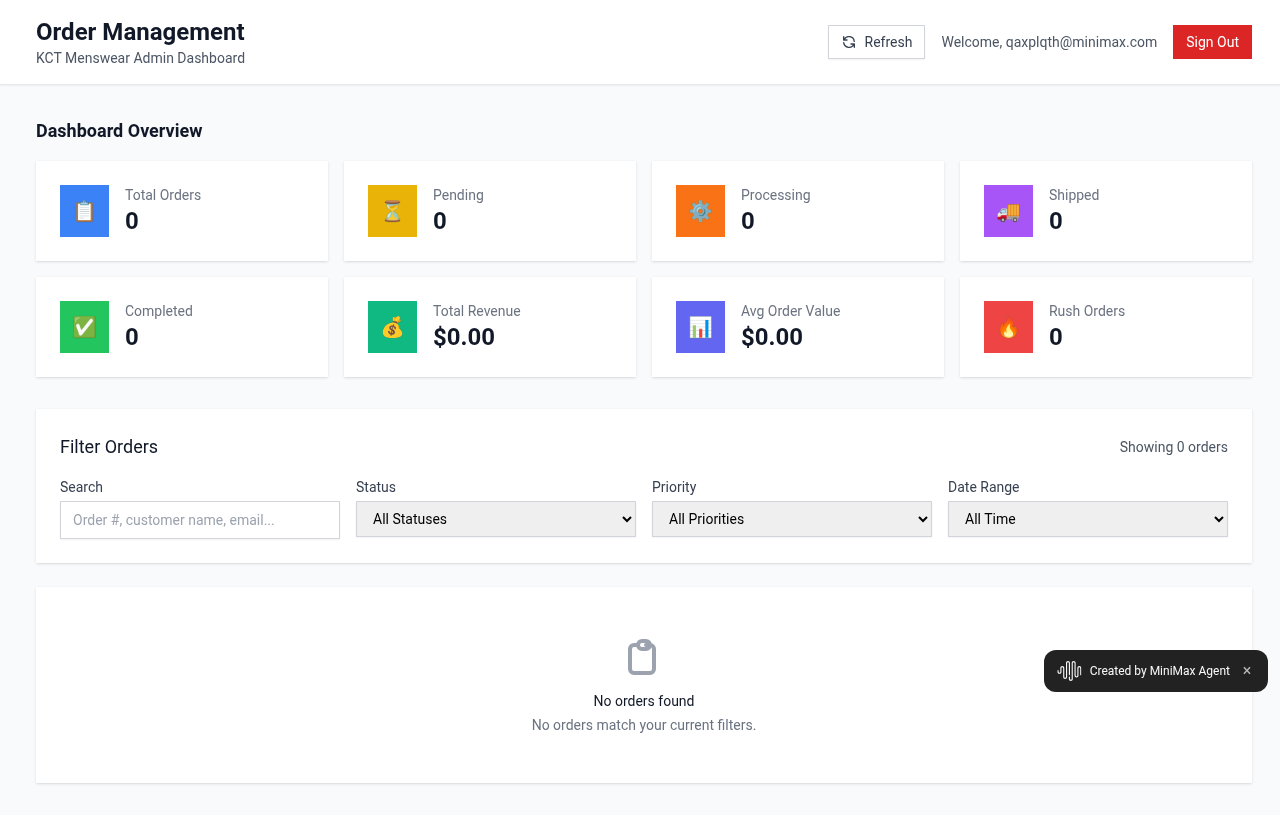 Order Management
KCT Menswear Admin Dashboard
Refresh
Welcome, qaxplqth@minimax.com
Sign Out
Dashboard Overview
Total Orders
0
Pending
0
Processing
0
Shipped
0
Completed
0
Total Revenue
$0.00
Avg Order Value
$0.00
Rush Orders
0
Filter Orders
Showing 0 orders
Search
Status
Priority
Date Range
Order #, customer name, email...
All Statuses
All Priorities
All Time
No orders found
No orders match your current filters.
Created by MiniMax Agent
×